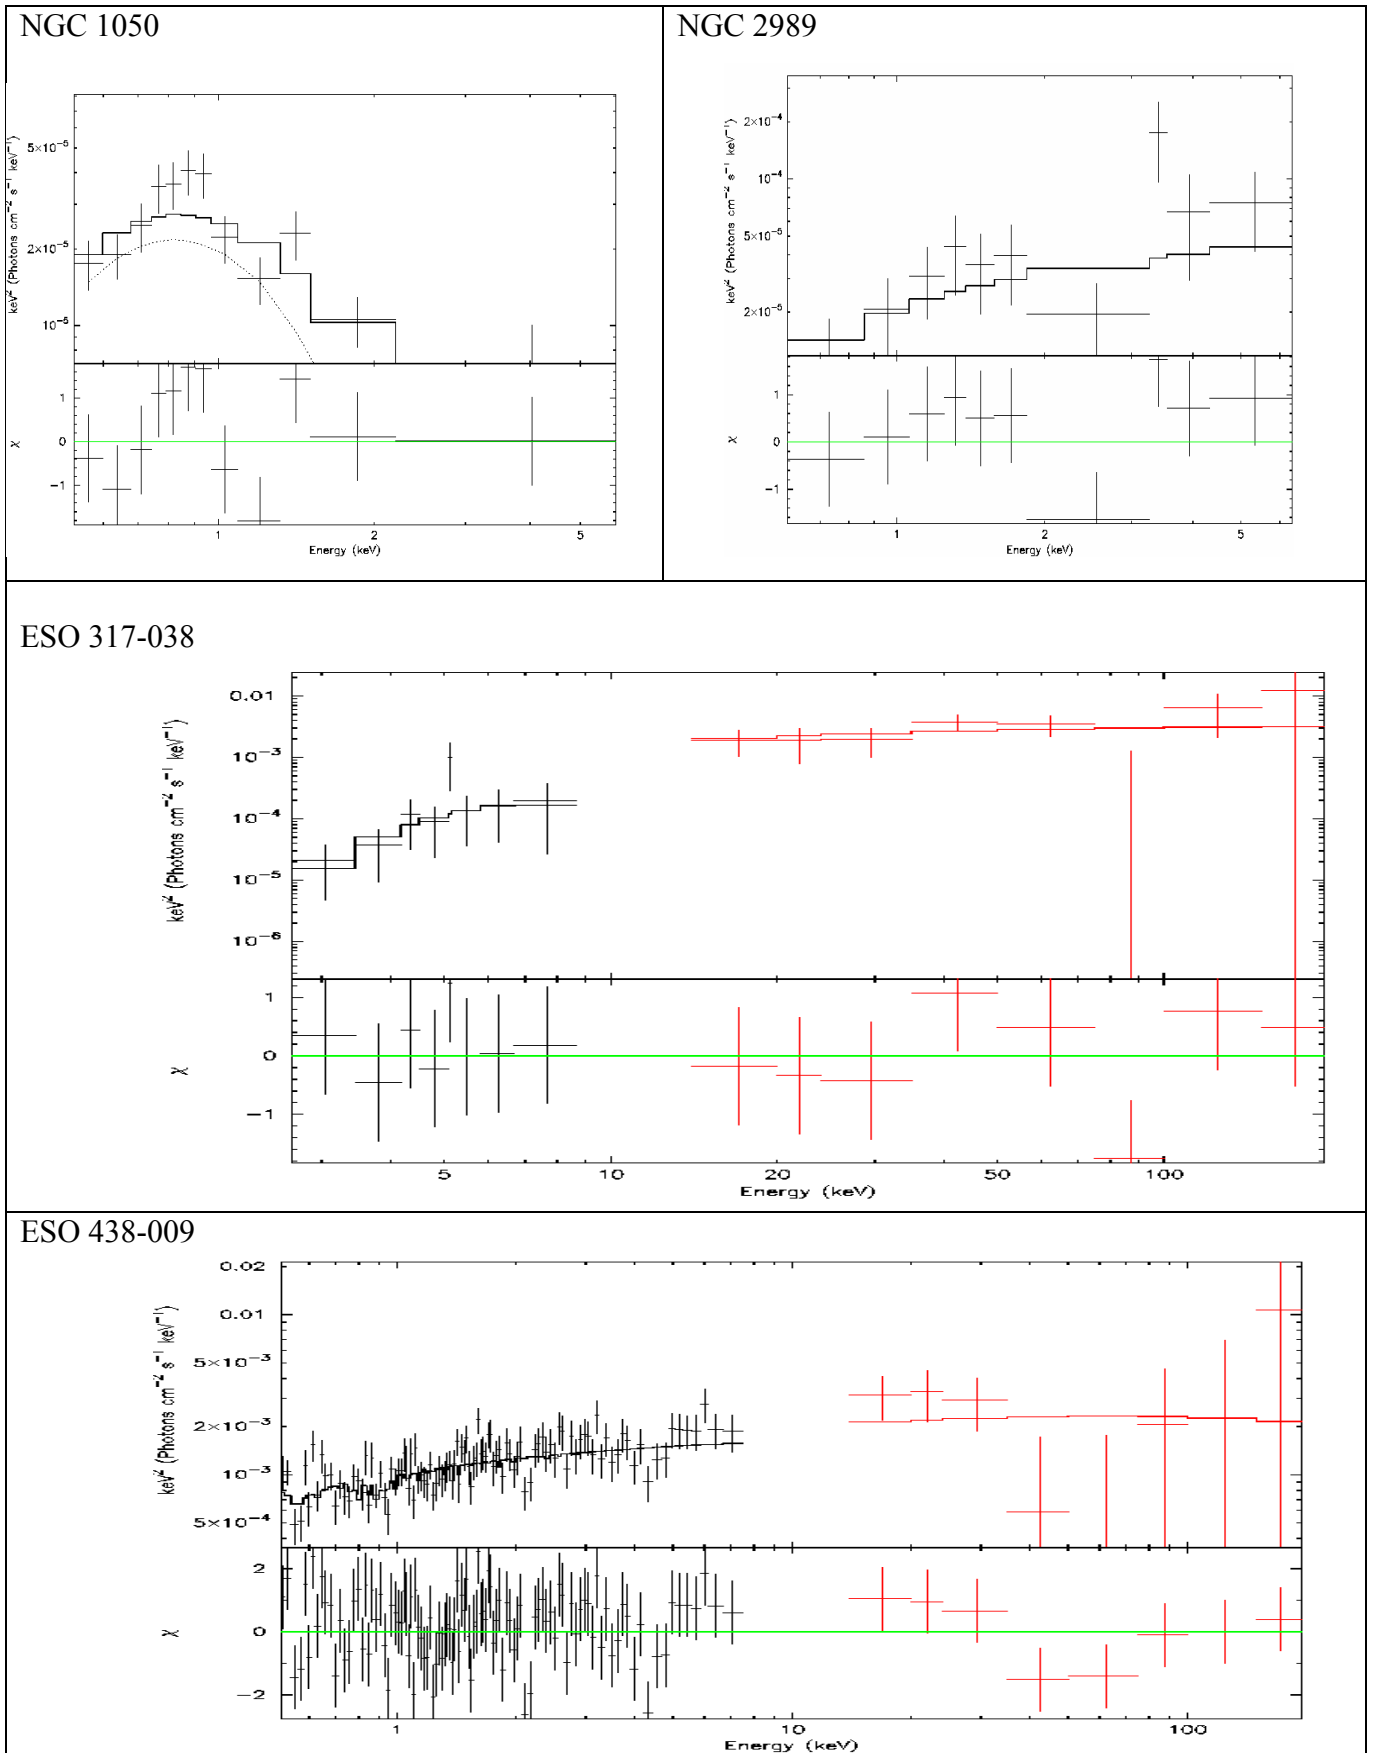 NGC 1050
keV² (Photons cm⁻² s⁻¹ keV⁻¹)
5×10⁻⁵
2×10⁻⁵
10⁻⁵
χ
1
0
−1
1 2 5
Energy (keV)
NGC 2989
keV² (Photons cm⁻² s⁻¹ keV⁻¹)
2×10⁻⁴
10⁻⁴
5×10⁻⁵
2×10⁻⁵
χ
1
0
−1
1 2 5
Energy (keV)
ESO 317-038
keV² (Photons cm⁻² s⁻¹ keV⁻¹)
0.01
10⁻³
10⁻⁴
10⁻⁵
10⁻⁶
χ
1
0
−1
5 10 20 50 100
Energy (keV)
ESO 438-009
keV² (Photons cm⁻² s⁻¹ keV⁻¹)
0.02
0.01
5×10⁻³
2×10⁻³
10⁻³
5×10⁻⁴
χ
2
0
−2
1 10 100
Energy (keV)